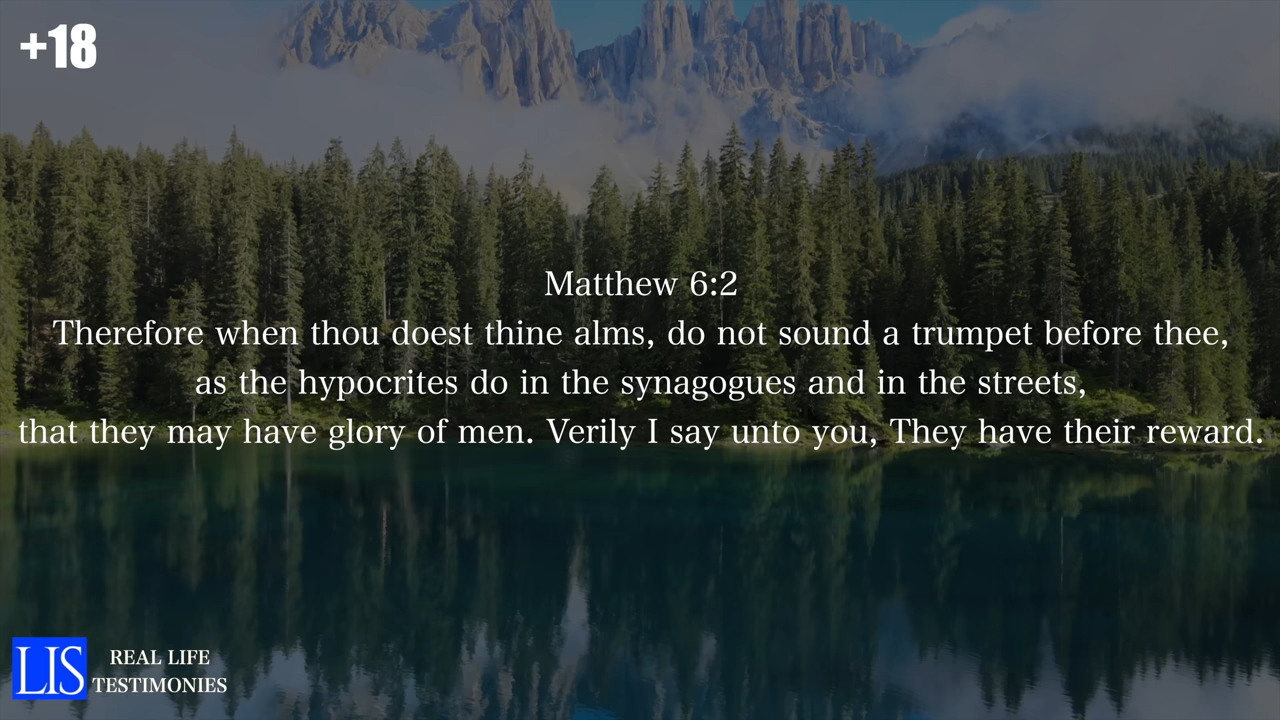 +18
Matthew 6:2
Therefore when thou doest thine alms, do not sound a trumpet before thee,
as the hypocrites do in the synagogues and in the streets,
that they may have glory of men. Verily I say unto you, They have their reward.
LIS
REAL LIFE
TESTIMONIES